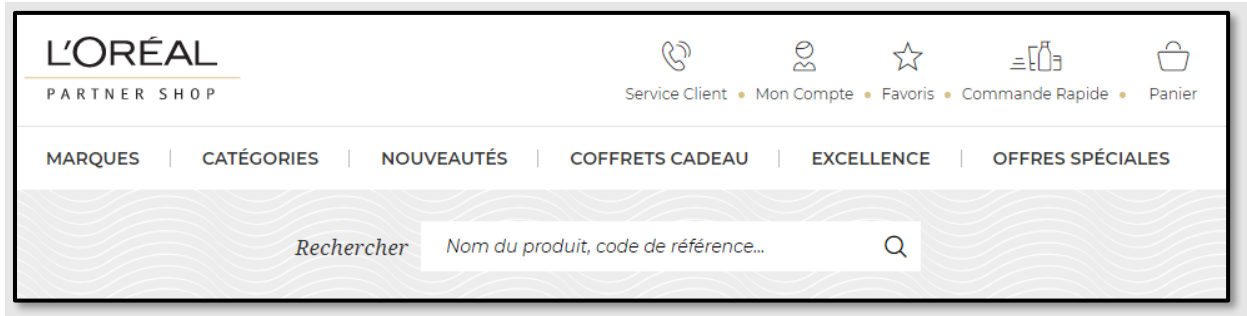 L'ORÉAL
PARTNER SHOP
Service Client • Mon Compte • Favoris • Commande Rapide • Panier
MARQUES | CATÉGORIES | NOUVEAUTÉS | COFFRETS CADEAU | EXCELLENCE | OFFRES SPÉCIALES
Rechercher Nom du produit, code de référence...